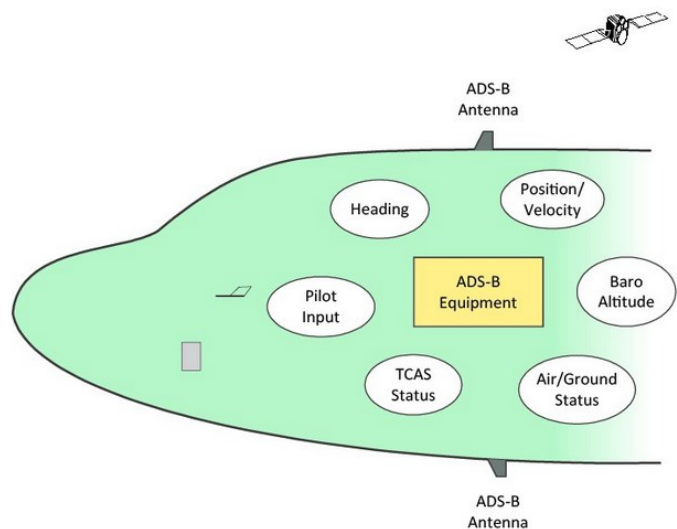 ADS-B
Antenna
Position/
Velocity
Heading
ADS-B
Equipment
Baro
Altitude
Pilot
Input
TCAS
Status
Air/Ground
Status
ADS-B
Antenna